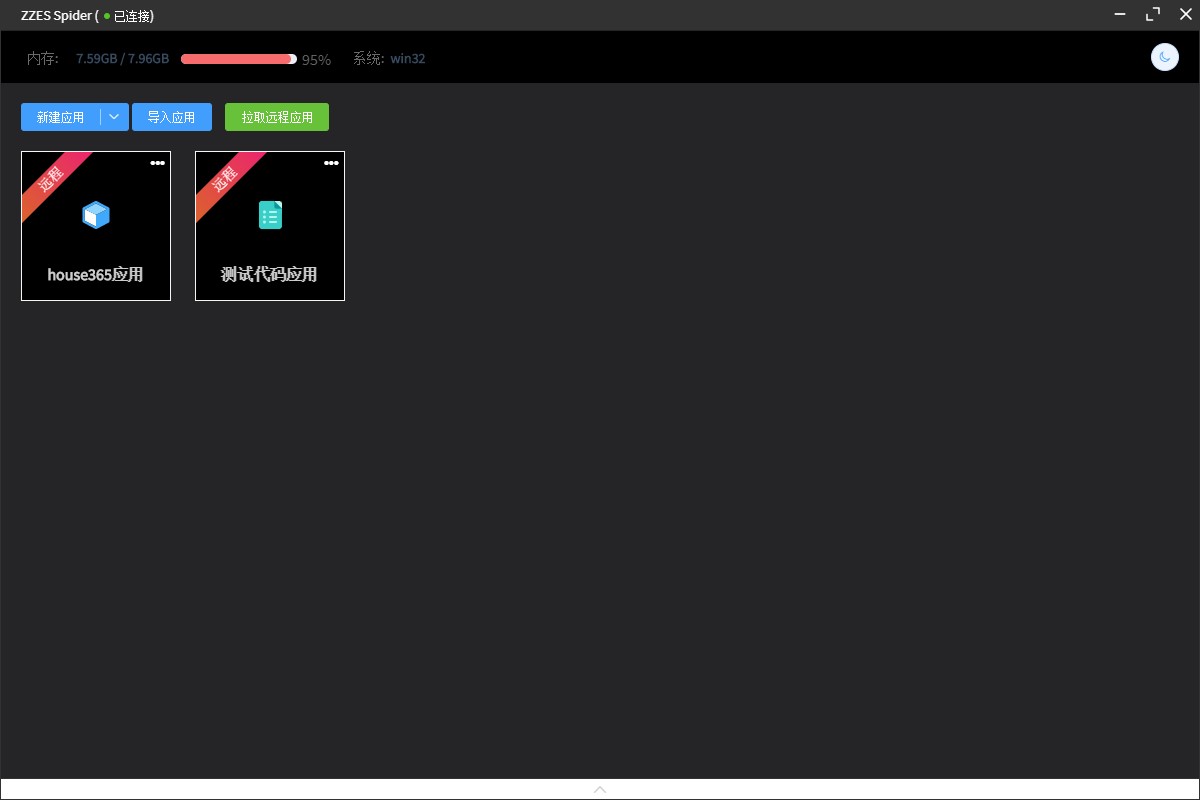 ZZES Spider ( ● 已连接)
内存: 7.59GB / 7.96GB 95% 系统: win32
新建应用 导入应用 拉取远程应用
远程 远程
house365应用 测试代码应用